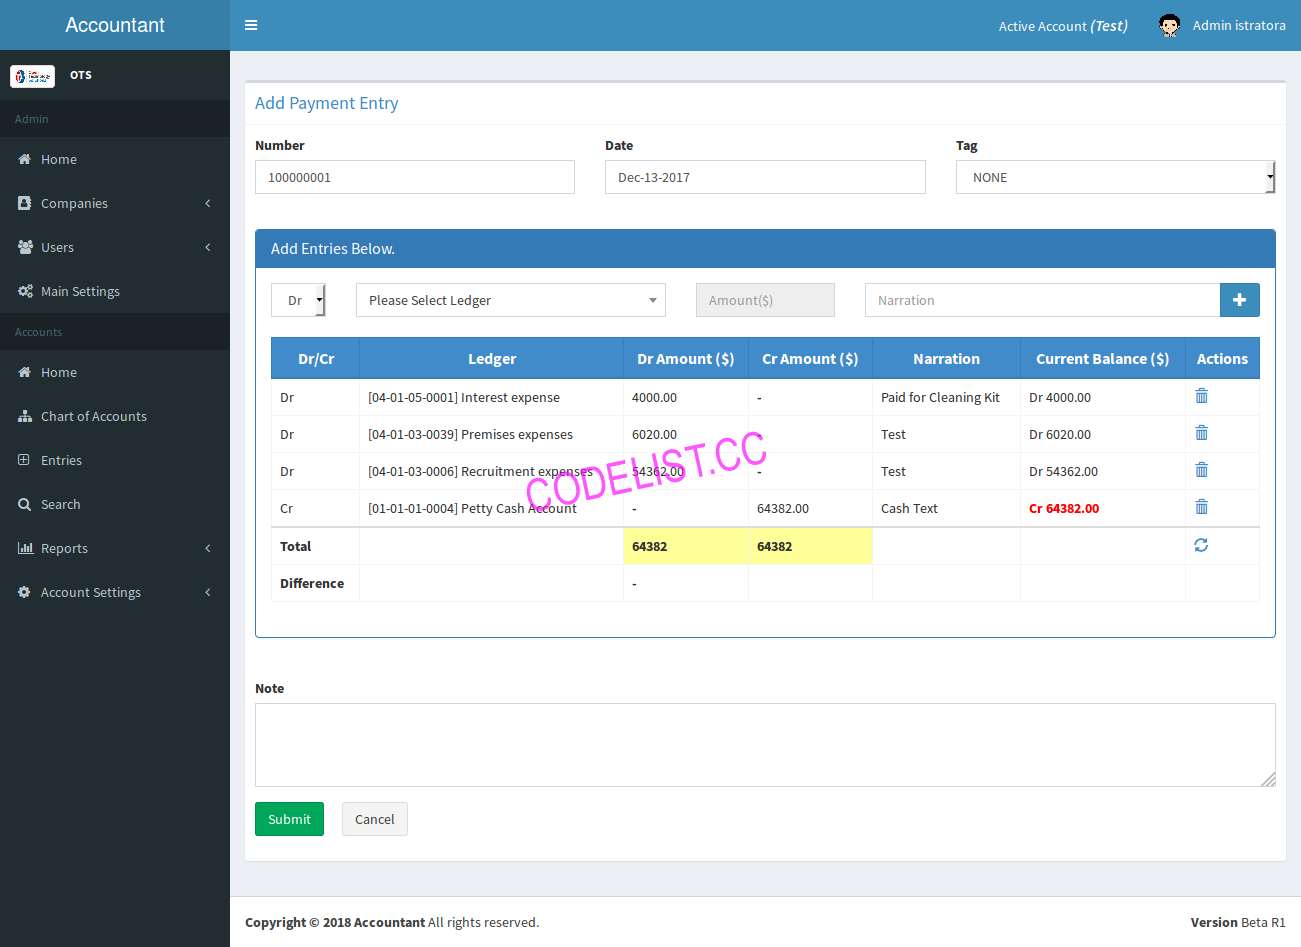 Accountant
Active Account (Test)
Admin istratora
OTS
Admin
Home
Companies
Users
Main Settings
Accounts
Home
Chart of Accounts
Entries
Search
Reports
Account Settings
Add Payment Entry
Number Date Tag
100000001 Dec-13-2017 NONE
Add Entries Below.
Dr Please Select Ledger Amount($) Narration
Dr/Cr Ledger Dr Amount ($) Cr Amount ($) Narration Current Balance ($) Actions
Dr [04-01-05-0001] Interest expense 4000.00 - Paid for Cleaning Kit Dr 4000.00
Dr [04-01-03-0039] Premises expenses 6020.00 - Test Dr 6020.00
Dr [04-01-03-0006] Recruitment expenses 54362.00 - Test Dr 54362.00
Cr [01-01-01-0004] Petty Cash Account - 64382.00 Cash Text Cr 64382.00
Total 64382 64382
Difference -
CODELIST.CC
Note
Submit Cancel
Copyright © 2018 Accountant All rights reserved.
Version Beta R1